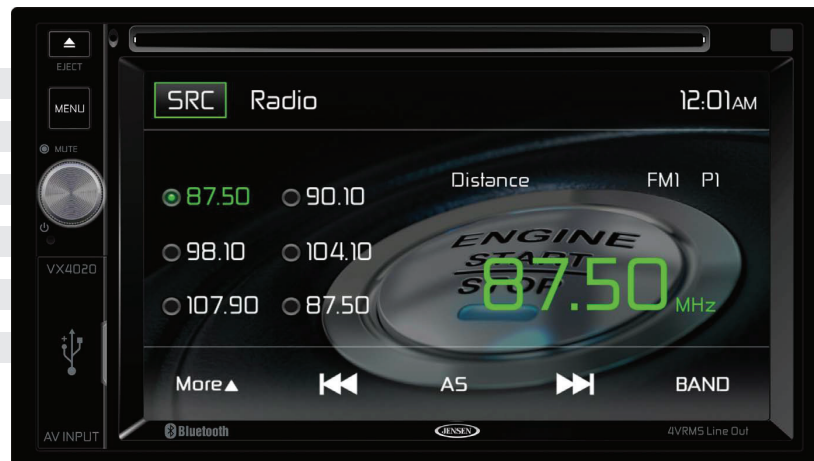 EJECT
MENU
MUTE
VX4020
AV INPUT
SRC Radio 12:01AM
Distance FM1 P1
87.50 90.10
98.10 104.10
107.90 87.50
ENGINE
START
STOP
87.50 MHz
More▲ AS BAND
Bluetooth JENSEN 4VRMS Line Out